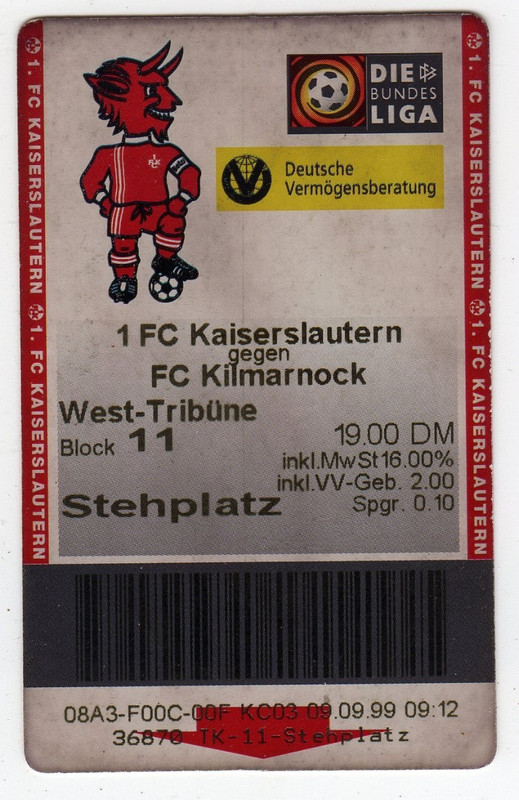 DIE
BUNDES
LIGA
Deutsche
Vermögensberatung
1. FC KAISERSLAUTERN
1. FC KAISERSLAUTERN
1. FC KAISERSLAUTERN
1. FC KAISERSLAUTERN
1 FC Kaiserslautern
gegen
FC Kilmarnock
West-Tribüne
Block 11
19.00 DM
inkl.MwSt16.00%
inkl.VV-Geb. 2.00
Stehplatz
Spgr. 0.10
08A3-F00C-00F KC03 09.09.99 09:12
36870 TK-11-Stehplatz